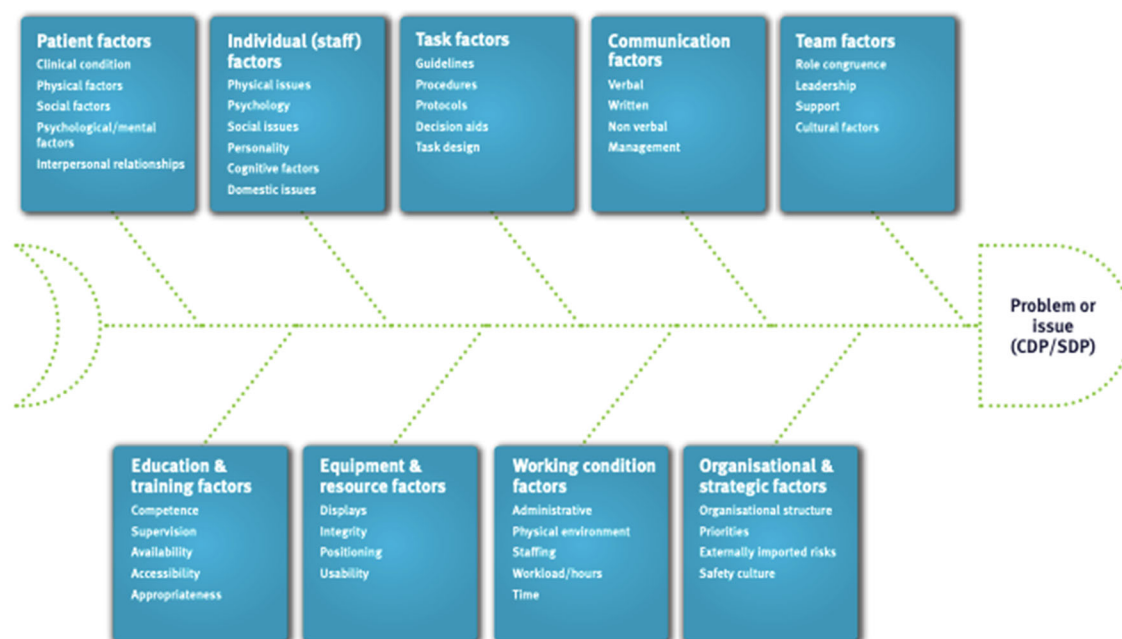 Patient factors
Clinical condition
Physical factors
Social factors
Psychological/mental
factors
Interpersonal relationships
Individual (staff)
factors
Physical issues
Psychology
Social issues
Personality
Cognitive factors
Domestic issues
Task factors
Guidelines
Procedures
Protocols
Decision aids
Task design
Communication
factors
Verbal
Written
Non verbal
Management
Team factors
Role congruence
Leadership
Support
Cultural factors
Problem or
issue
(CDP/SDP)
Education &
training factors
Competence
Supervision
Availability
Accessibility
Appropriateness
Equipment &
resource factors
Displays
Integrity
Positioning
Usability
Working condition
factors
Administrative
Physical environment
Staffing
Workload/hours
Time
Organisational &
strategic factors
Organisational structure
Priorities
Externally imported risks
Safety culture